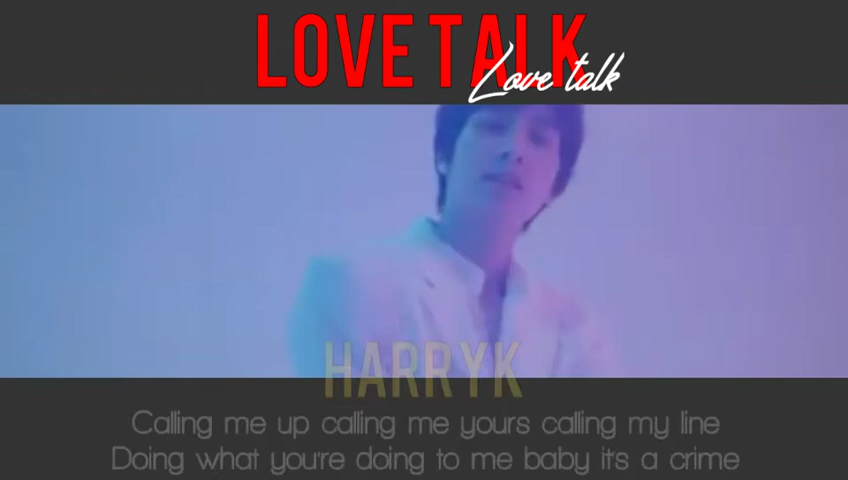 LOVE TALK
Love talk
HARRYK
Calling me up calling me yours calling my line
Doing what you're doing to me baby it's a crime